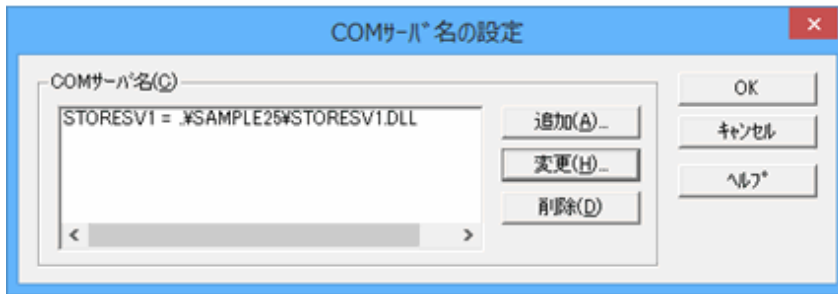 COMｻｰﾊﾞ名の設定
COMサーバ名(C)
STORESV1 = .¥SAMPLE25¥STORESV1.DLL
追加(A)...
変更(H)...
削除(D)
OK
ｷｬﾝｾﾙ
ﾍﾙﾌﾟ